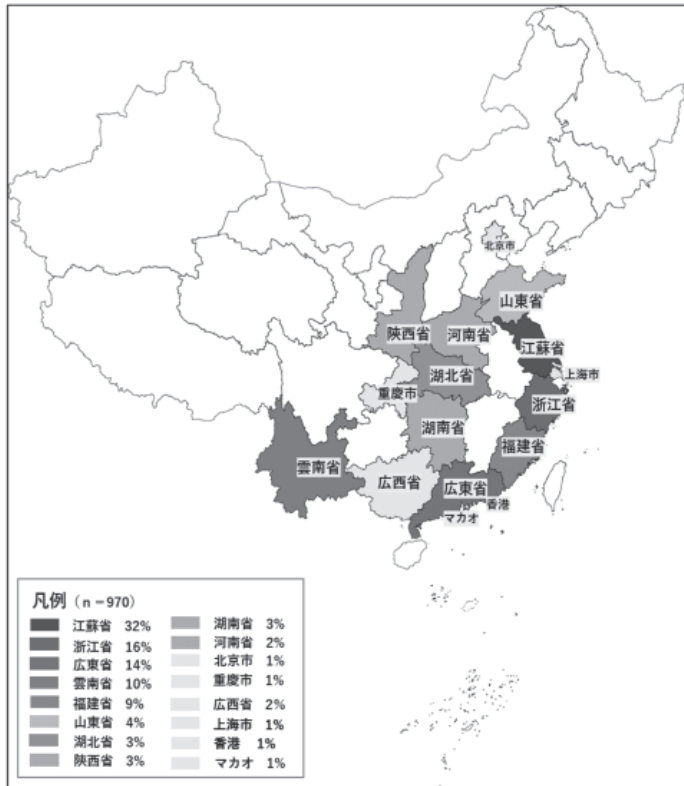 北京市
山東省
陝西省
河南省
江蘇省
湖北省
上海市
重慶市
浙江省
湖南省
福建省
雲南省
広西省
広東省
香港
マカオ
凡例 (n=970)
江蘇省 32%
浙江省 16%
広東省 14%
雲南省 10%
福建省 9%
山東省 4%
湖北省 3%
陝西省 3%
湖南省 3%
河南省 2%
北京市 1%
重慶市 1%
広西省 2%
上海市 1%
香港 1%
マカオ 1%